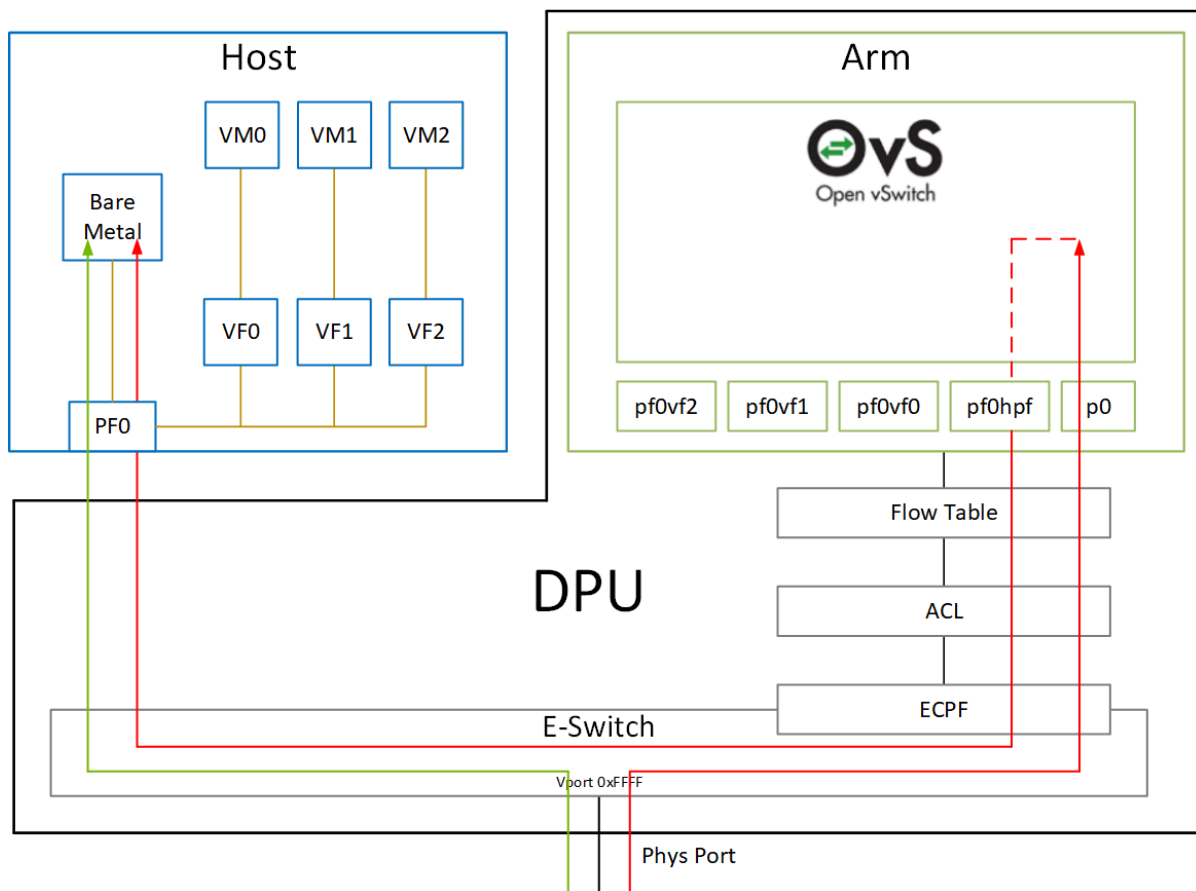 Host
VM0
VM1
VM2
Bare
Metal
VF0
VF1
VF2
PF0
Arm
OvS
Open vSwitch
pf0vf2
pf0vf1
pf0vf0
pf0hpf
p0
Flow Table
ACL
ECPF
DPU
E-Switch
Vport 0xFFFF
Phys Port